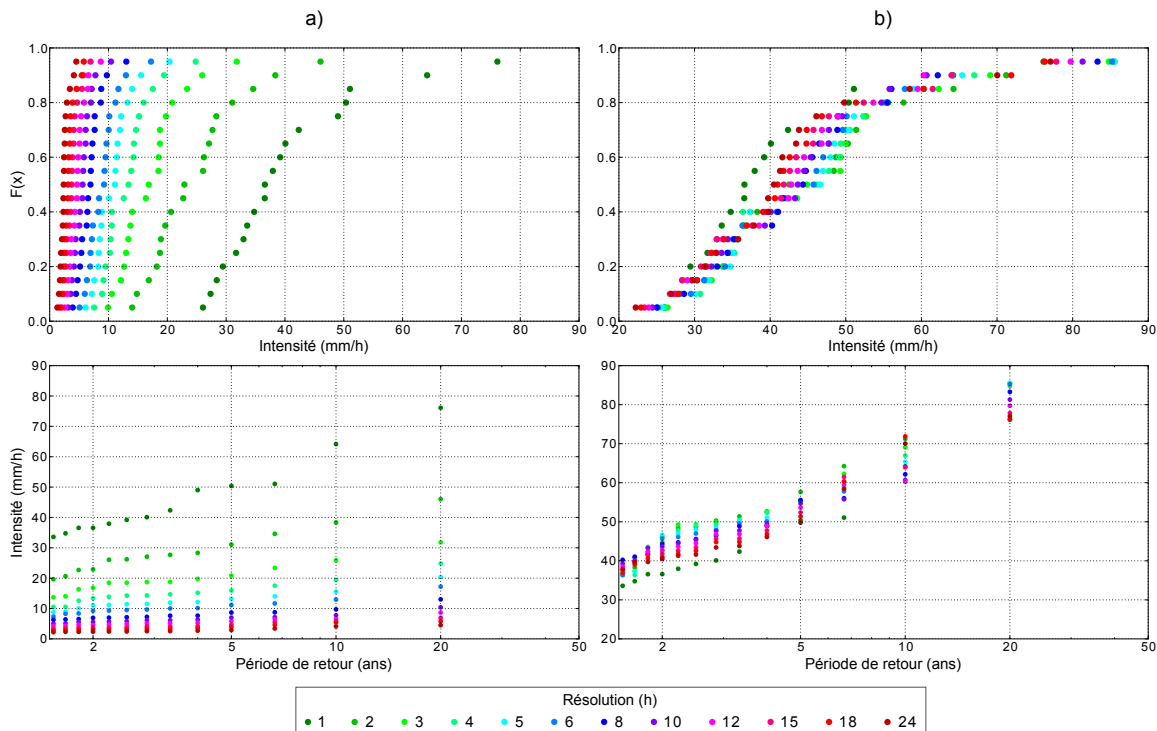 a) b)
1.0 1.0
0.8 0.8
0.6 0.6
F(x)
0.4 0.4
0.2 0.2
0.0 0.0
0 10 20 30 40 50 60 70 80 90 20 30 40 50 60 70 80 90
Intensité (mm/h) Intensité (mm/h)
90 90
80 80
70 70
60
50 60
Intensité (mm/h)
40 50
30 40
20
10 30
0 20
2 5 10 20 50 2 5 10 20 50
Période de retour (ans) Période de retour (ans)
Résolution (h)
1 2 3 4 5 6 8 10 12 15 18 24